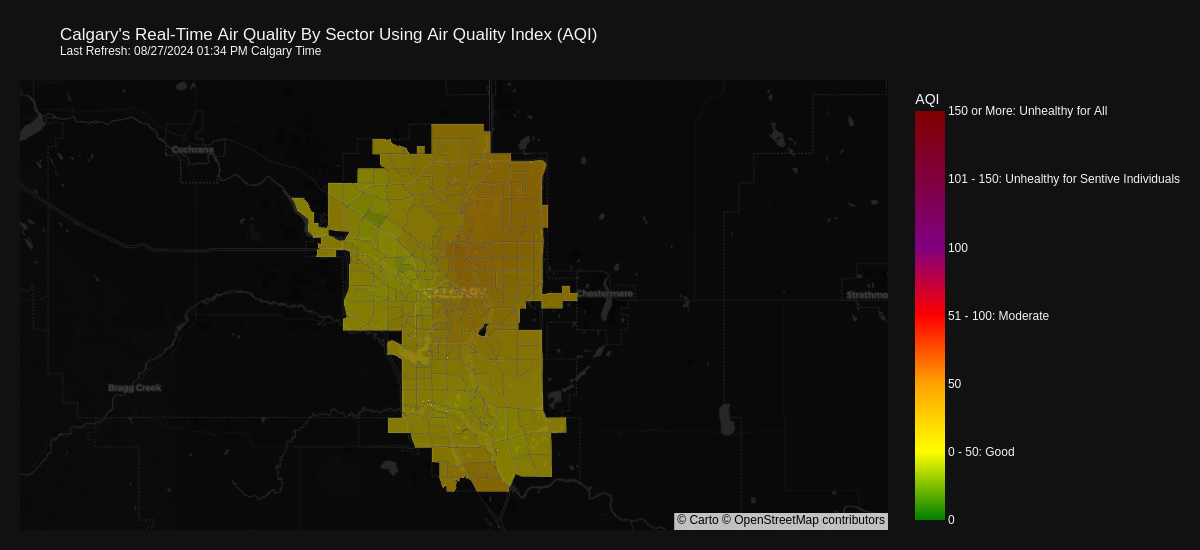 Calgary's Real-Time Air Quality By Sector Using Air Quality Index (AQI)
Last Refresh: 08/27/2024 01:34 PM Calgary Time
AQI
150 or More: Unhealthy for All
Cochrane
101 - 150: Unhealthy for Sentive Individuals
100
CALGARY
Chestermere
Strathmo
51 - 100: Moderate
50
Bragg Creek
0 - 50: Good
0
© Carto © OpenStreetMap contributors